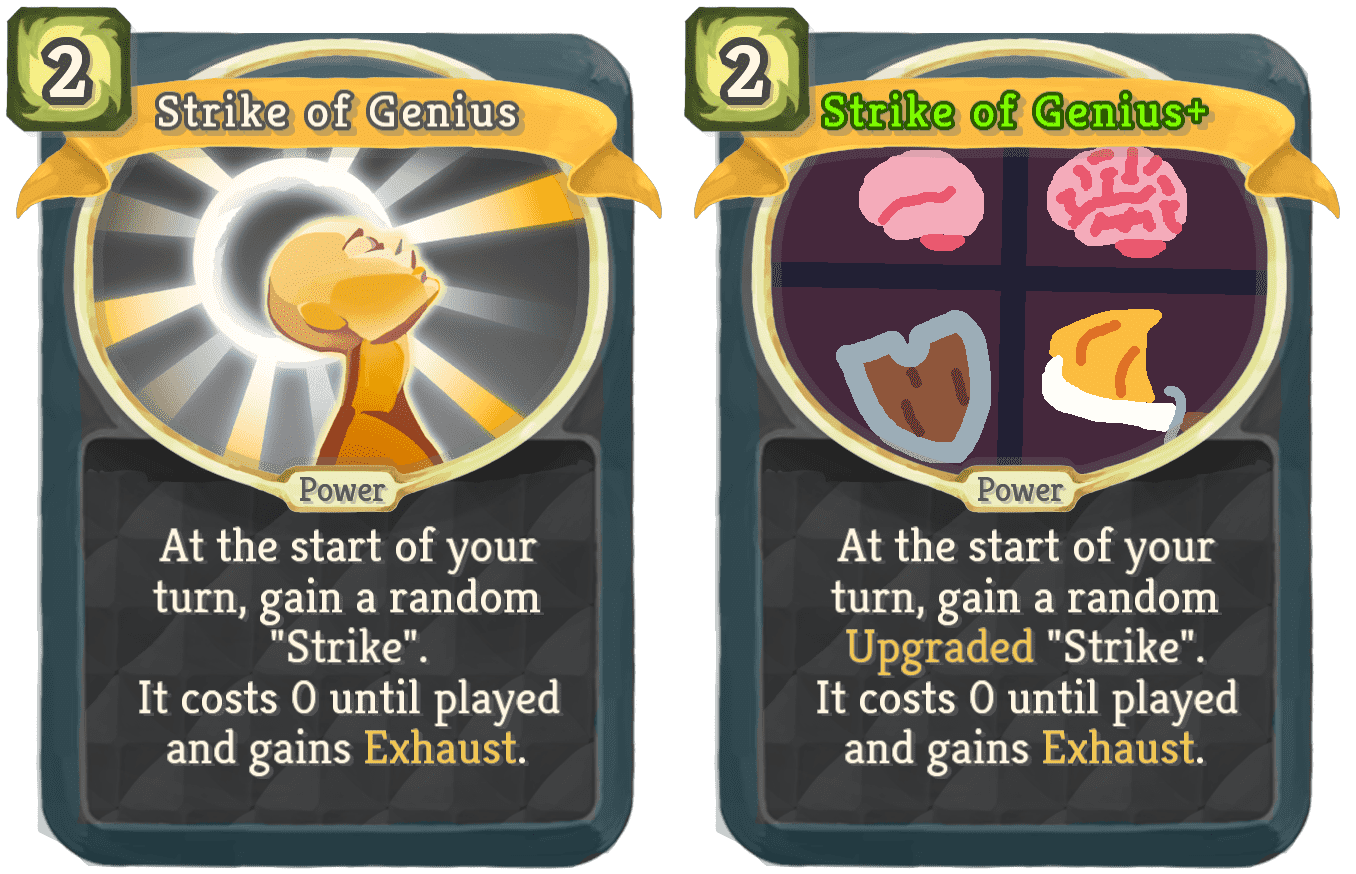 2
Strike of Genius
Power
At the start of your
turn, gain a random
"Strike".
It costs 0 until played
and gains Exhaust.
2
Strike of Genius+
Power
At the start of your
turn, gain a random
Upgraded "Strike".
It costs 0 until played
and gains Exhaust.